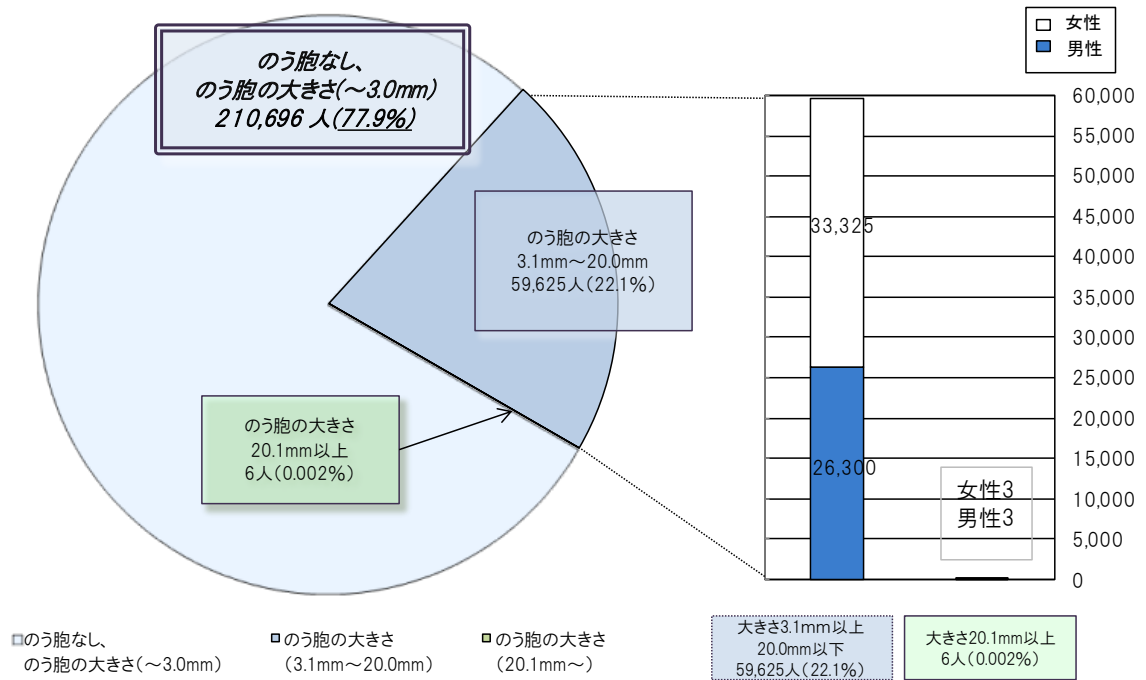 のう胞なし、
のう胞の大きさ(～3.0mm)
210,696 人(77.9%)
のう胞の大きさ
3.1mm～20.0mm
59,625人(22.1%)
のう胞の大きさ
20.1mm以上
6人(0.002%)
□のう胞なし、
のう胞の大きさ(～3.0mm)
■のう胞の大きさ
(3.1mm～20.0mm)
■のう胞の大きさ
(20.1mm～)
□ 女性
■ 男性
60,000
55,000
50,000
45,000
40,000
35,000
30,000
25,000
20,000
15,000
10,000
5,000
0
33,325
26,300
女性3
男性3
大きさ3.1mm以上
20.0mm以下
59,625人(22.1%)
大きさ20.1mm以上
6人(0.002%)